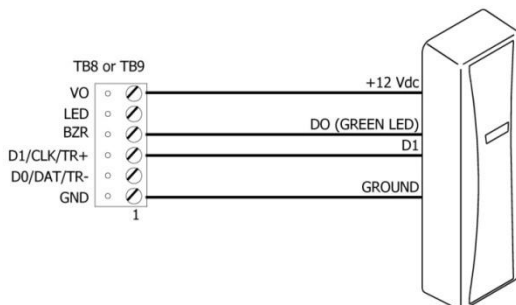 TB8 or TB9
VO
LED
BZR
D1/CLK/TR+
D0/DAT/TR-
GND
1
+12 Vdc
DO (GREEN LED)
D1
GROUND